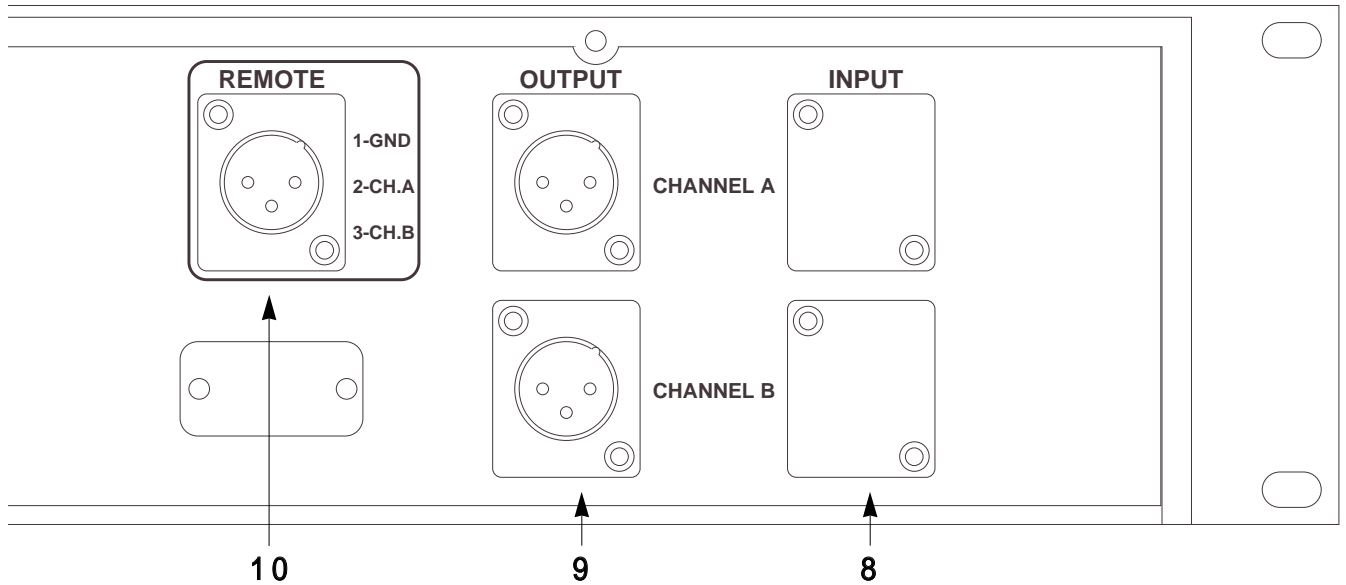 REMOTE
OUTPUT
INPUT
1-GND
2-CH.A
3-CH.B
CHANNEL A
CHANNEL B
10
9
8